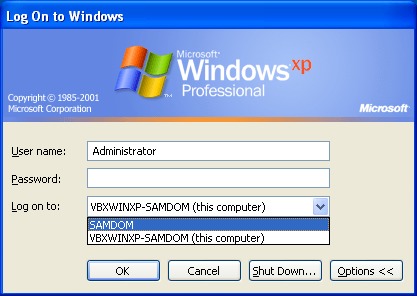 Log On to Windows
Microsoft®
Windows xp
Professional
Copyright © 1985-2001
Microsoft Corporation
Microsoft
User name:
Administrator
Password:
Log on to:
VBXWINXP-SAMDOM (this computer)
SAMDOM
VBXWINXP-SAMDOM (this computer)
OK
Cancel
Shut Down...
Options <<